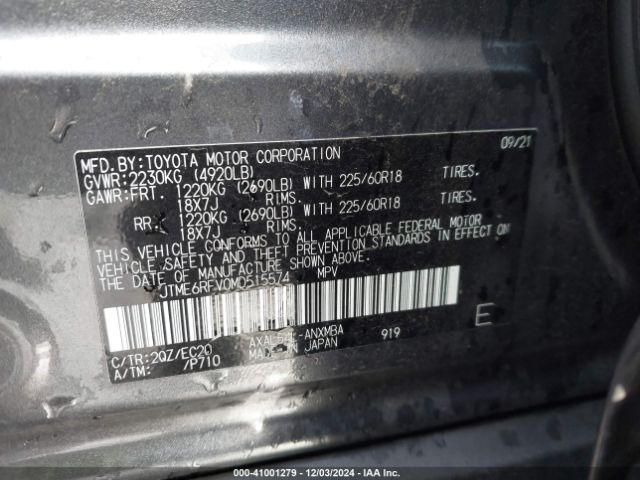 09/21
MFD. BY:TOYOTA MOTOR CORPORATION
GVWR:2230KG (4920LB)
GAWR:FRT. 1220KG (2690LB) WITH 225/60R18 TIRES.
18X7J RIMS.
RR. 1220KG (2690LB) WITH 225/60R18 TIRES.
18X7J RIMS.
THIS VEHICLE CONFORMS TO ALL APPLICABLE FEDERAL MOTOR
VEHICLE SAFETY AND THEFT PREVENTION STANDARDS IN EFFECT ON
THE DATE OF MANUFACTURE SHOWN ABOVE.
MPV
C/TR:2QZ/EC20
A/TM: /P710
-ANXMBA
MADE IN JAPAN
919
E
000-41001279 | 12/03/2024 | IAA Inc.